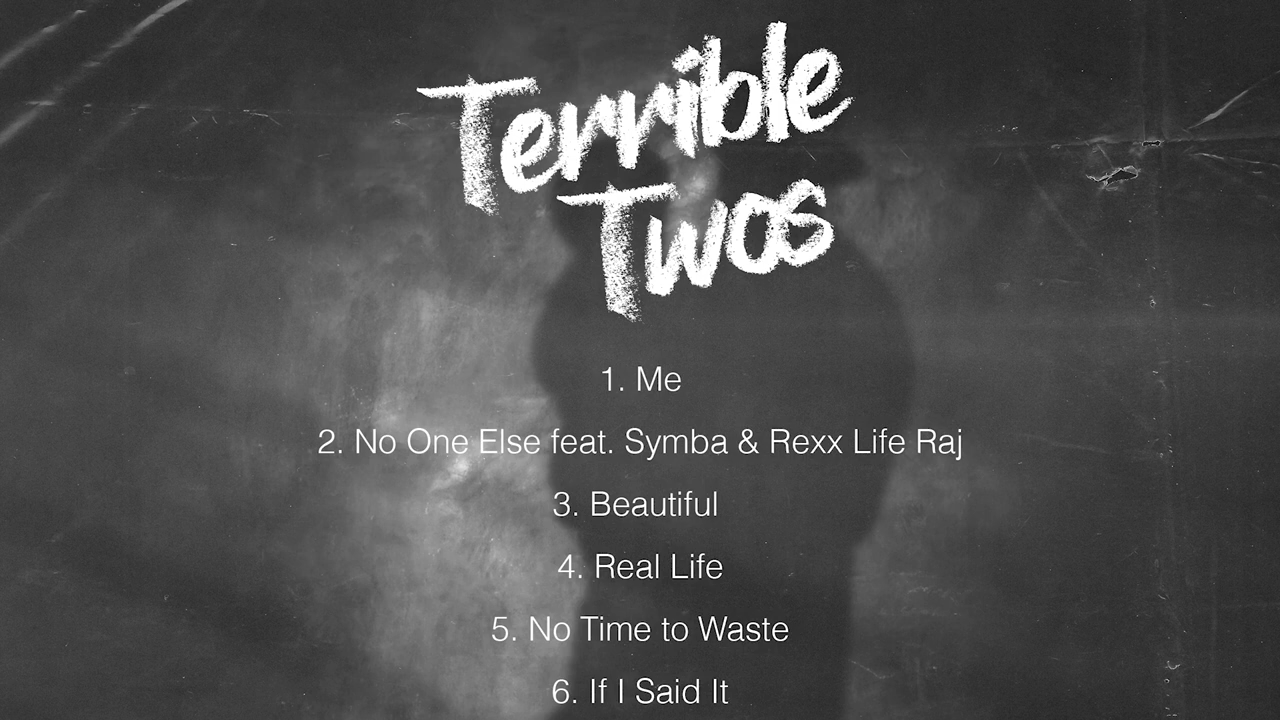 Terrible
Twos
1. Me
2. No One Else feat. Symba & Rexx Life Raj
3. Beautiful
4. Real Life
5. No Time to Waste
6. If I Said It